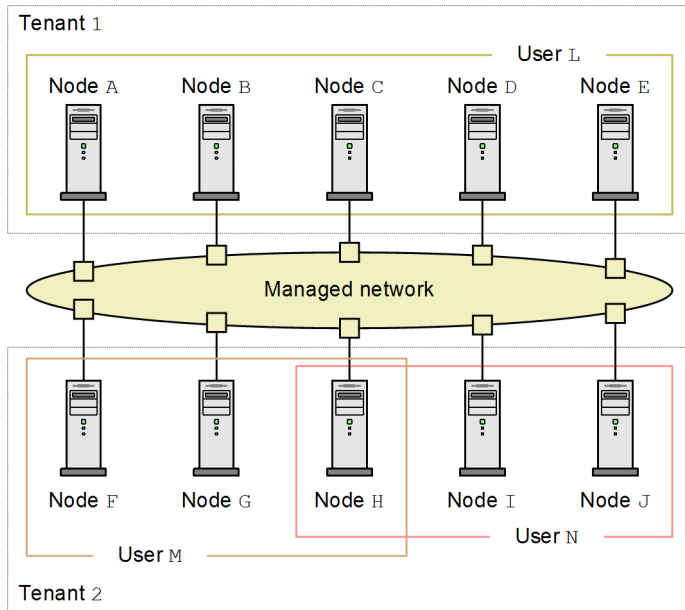 Tenant 1
User L
Node A Node B Node C Node D Node E
Managed network
Node F Node G Node H Node I Node J
User N
User M
Tenant 2